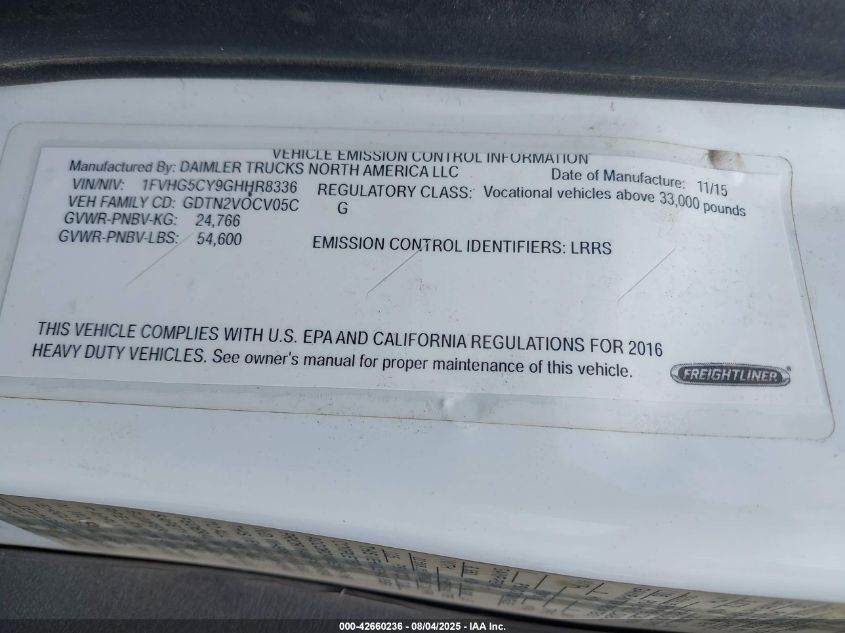 VEHICLE EMISSION CONTROL INFORMATION
Manufactured By: DAIMLER TRUCKS NORTH AMERICA LLC Date of Manufacture: 11/15
VIN/NIV: 1FVHG5CY9GHHR8336 REGULATORY CLASS: Vocational vehicles above 33,000 pounds
VEH FAMILY CD: GDTN2VOCV05C G
GVWR-PNBV-KG: 24,766
GVWR-PNBV-LBS: 54,600 EMISSION CONTROL IDENTIFIERS: LRRS
THIS VEHICLE COMPLIES WITH U.S. EPA AND CALIFORNIA REGULATIONS FOR 2016
HEAVY DUTY VEHICLES. See owner's manual for proper maintenance of this vehicle.
FREIGHTLINER
000-42660236 - 08/04/2025 - IAA Inc.